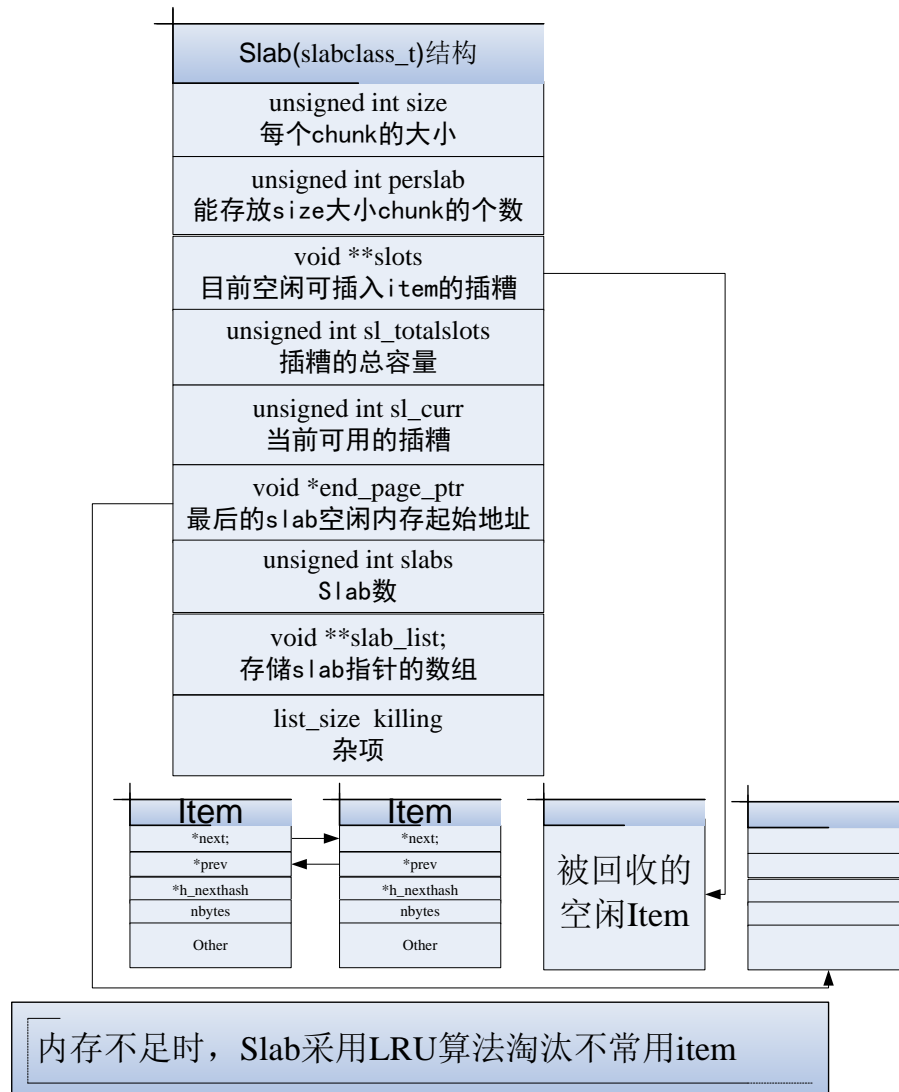 Slab(slabclass_t)结构
unsigned int size
每个chunk的大小
unsigned int perslab
能存放size大小chunk的个数
void **slots
目前空闲可插入item的插糟
unsigned int sl_totalslots
插糟的总容量
unsigned int sl_curr
当前可用的插糟
void *end_page_ptr
最后的slab空闲内存起始地址
unsigned int slabs
Slab数
void **slab_list;
存储slab指针的数组
list_size killing
杂项
Item
*next;
*prev
*h_nexthash
nbytes
Other
Item
*next;
*prev
*h_nexthash
nbytes
Other
被回收的
空闲Item
内存不足时，Slab采用LRU算法淘汰不常用item